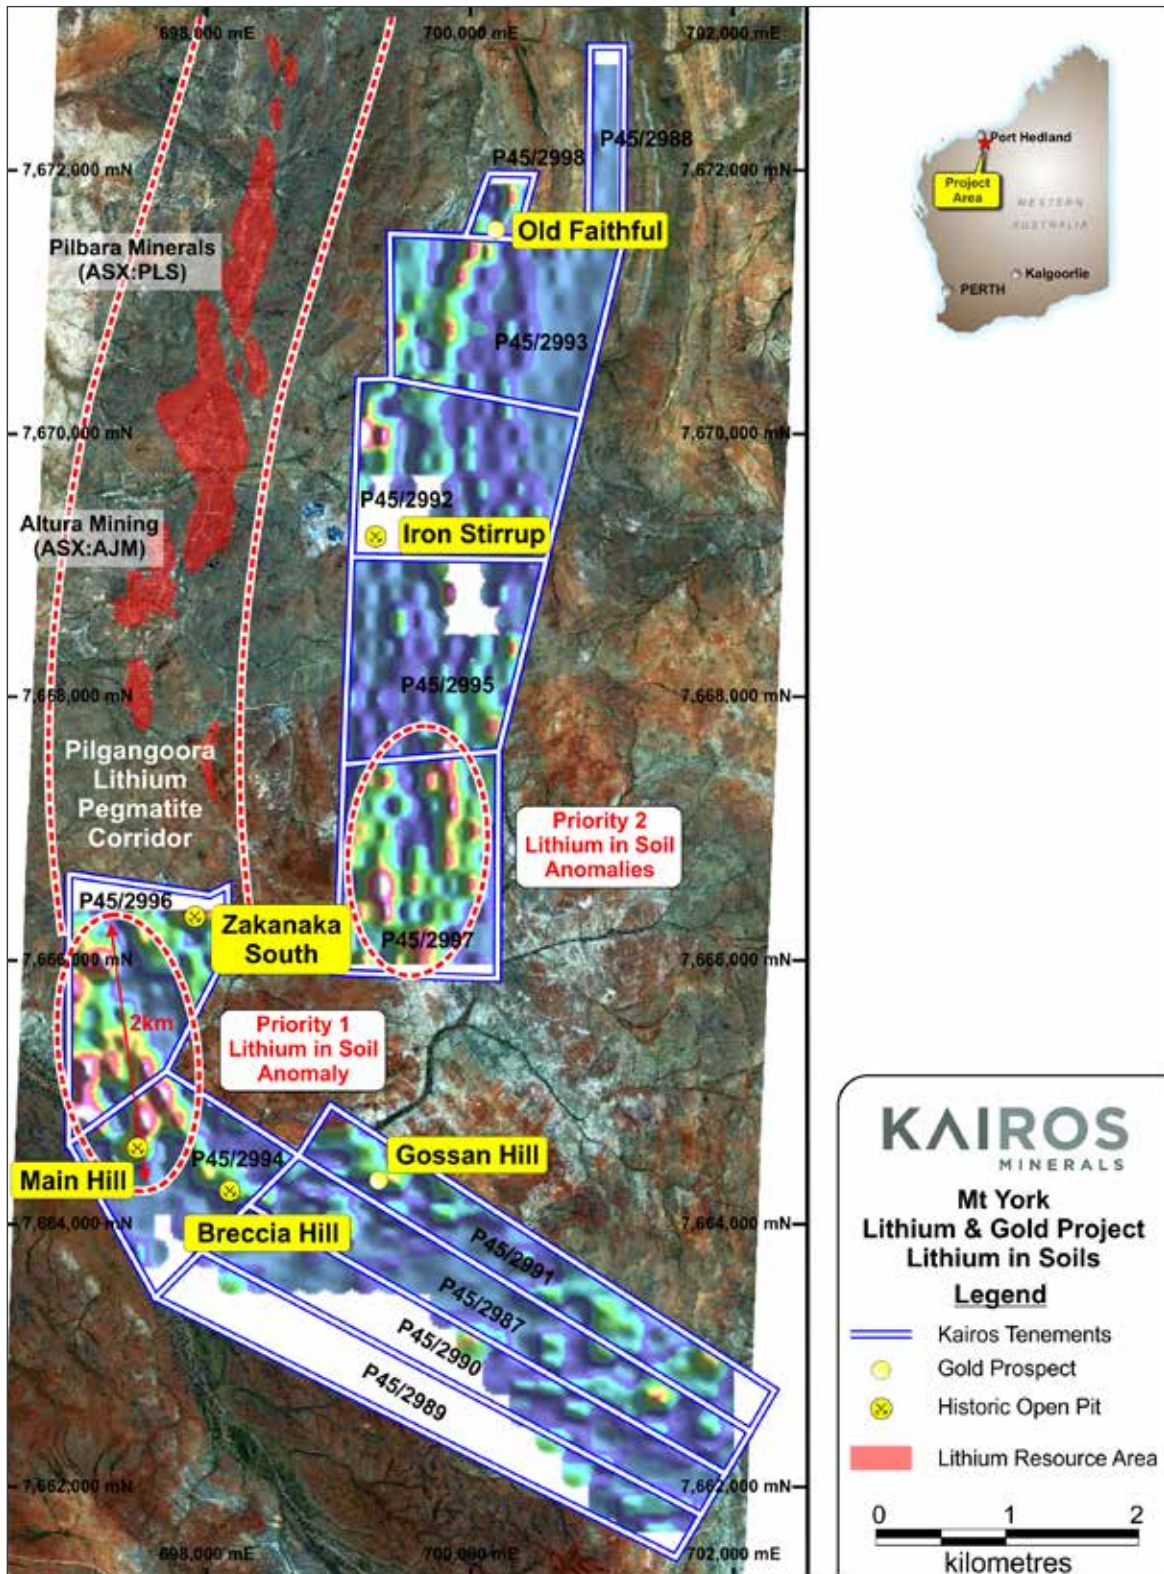 698,000 mE
700,000 mE
702,000 mE
P45/2988
P45/2998
7,672,000 mN
7,672,000 mN
Old Faithful
Pilbara Minerals
(ASX:PLS)
P45/2993
7,670,000 mN
7,670,000 mN
P45/2992
Altura Mining
(ASX:AJM)
Iron Stirrup
P45/2995
7,668,000 mN
7,668,000 mN
Pilgangoora
Lithium
Pegmatite
Corridor
Priority 2
Lithium in Soil
Anomalies
P45/2996
Zakanaka
South
P45/2997
7,666,000 mN
7,668,000 mN
2km
Priority 1
Lithium in Soil
Anomaly
Main Hill
P45/2994
Gossan Hill
Breccia Hill
7,664,000 mN
7,664,000 mN
P45/2991
P45/2987
P45/2990
P45/2989
7,662,000 mN
7,662,000 mN
698,000 mE
700,000 mE
702,000 mE
Port Hedland
Project
Area
WESTERN
AUSTRALIA
Kalgoorlie
PERTH
KAIROS
MINERALS
Mt York
Lithium & Gold Project
Lithium in Soils
Legend
Kairos Tenements
Gold Prospect
Historic Open Pit
Lithium Resource Area
0 1 2
kilometres